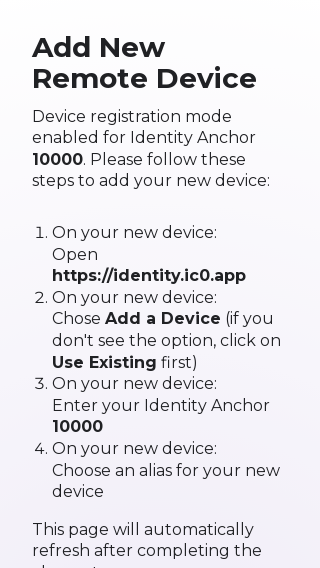 Add New
Remote Device
Device registration mode
enabled for Identity Anchor
10000. Please follow these
steps to add your new device:
1. On your new device:
Open
https://identity.ic0.app
2. On your new device:
Chose Add a Device (if you
don't see the option, click on
Use Existing first)
3. On your new device:
Enter your Identity Anchor
10000
4. On your new device:
Choose an alias for your new
device
This page will automatically
refresh after completing the